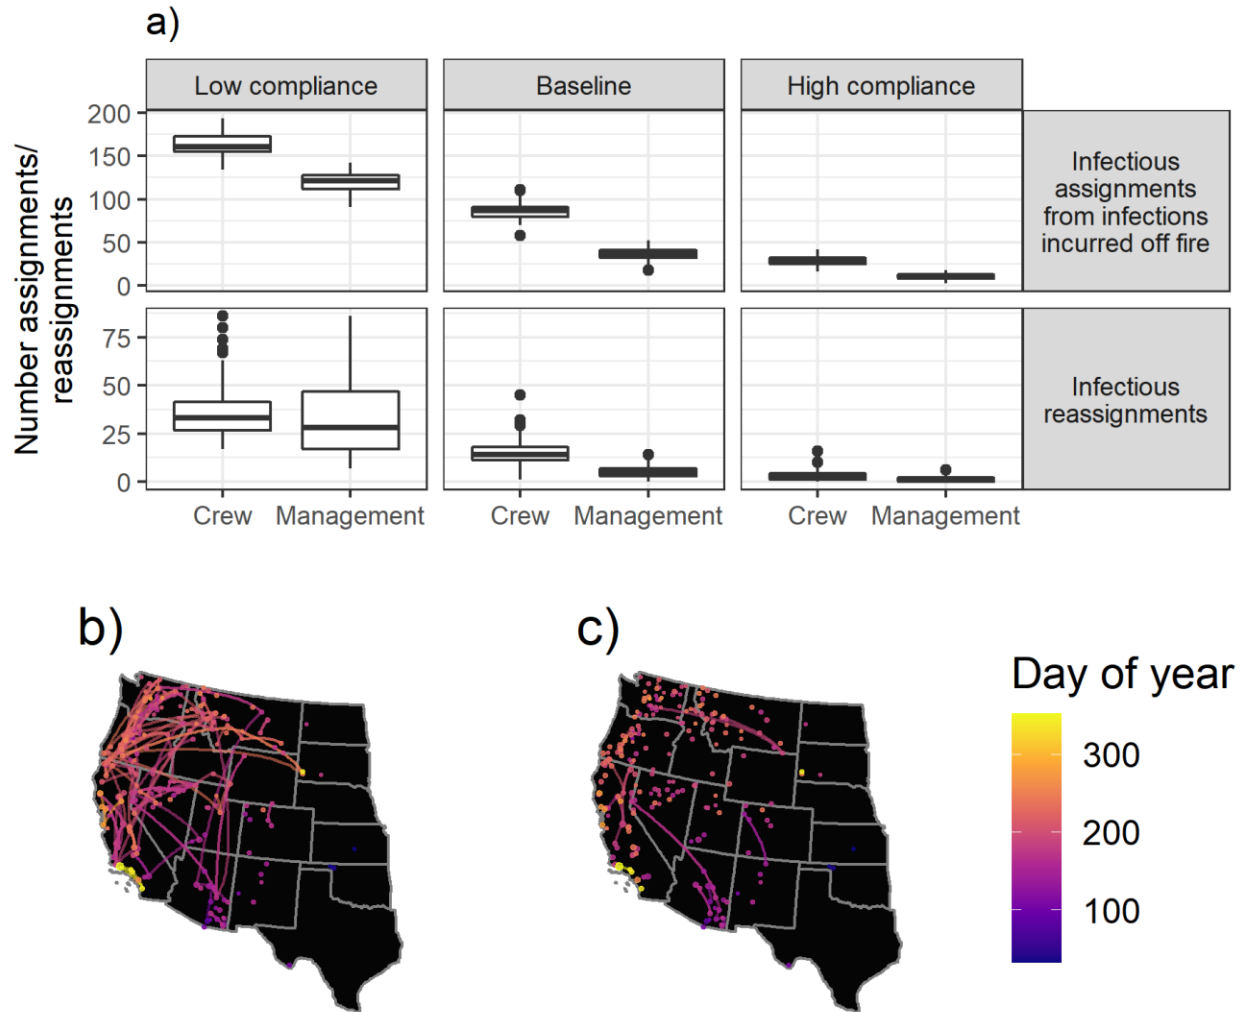 a)
Low compliance
Baseline
High compliance
Number assignments/
reassignments
200
150
100
50
0
Infectious
assignments
from infections
incurred off fire
75
50
25
0
Infectious
reassignments
Crew
Management
Crew
Management
Crew
Management
b)
c)
Day of year
300
200
100